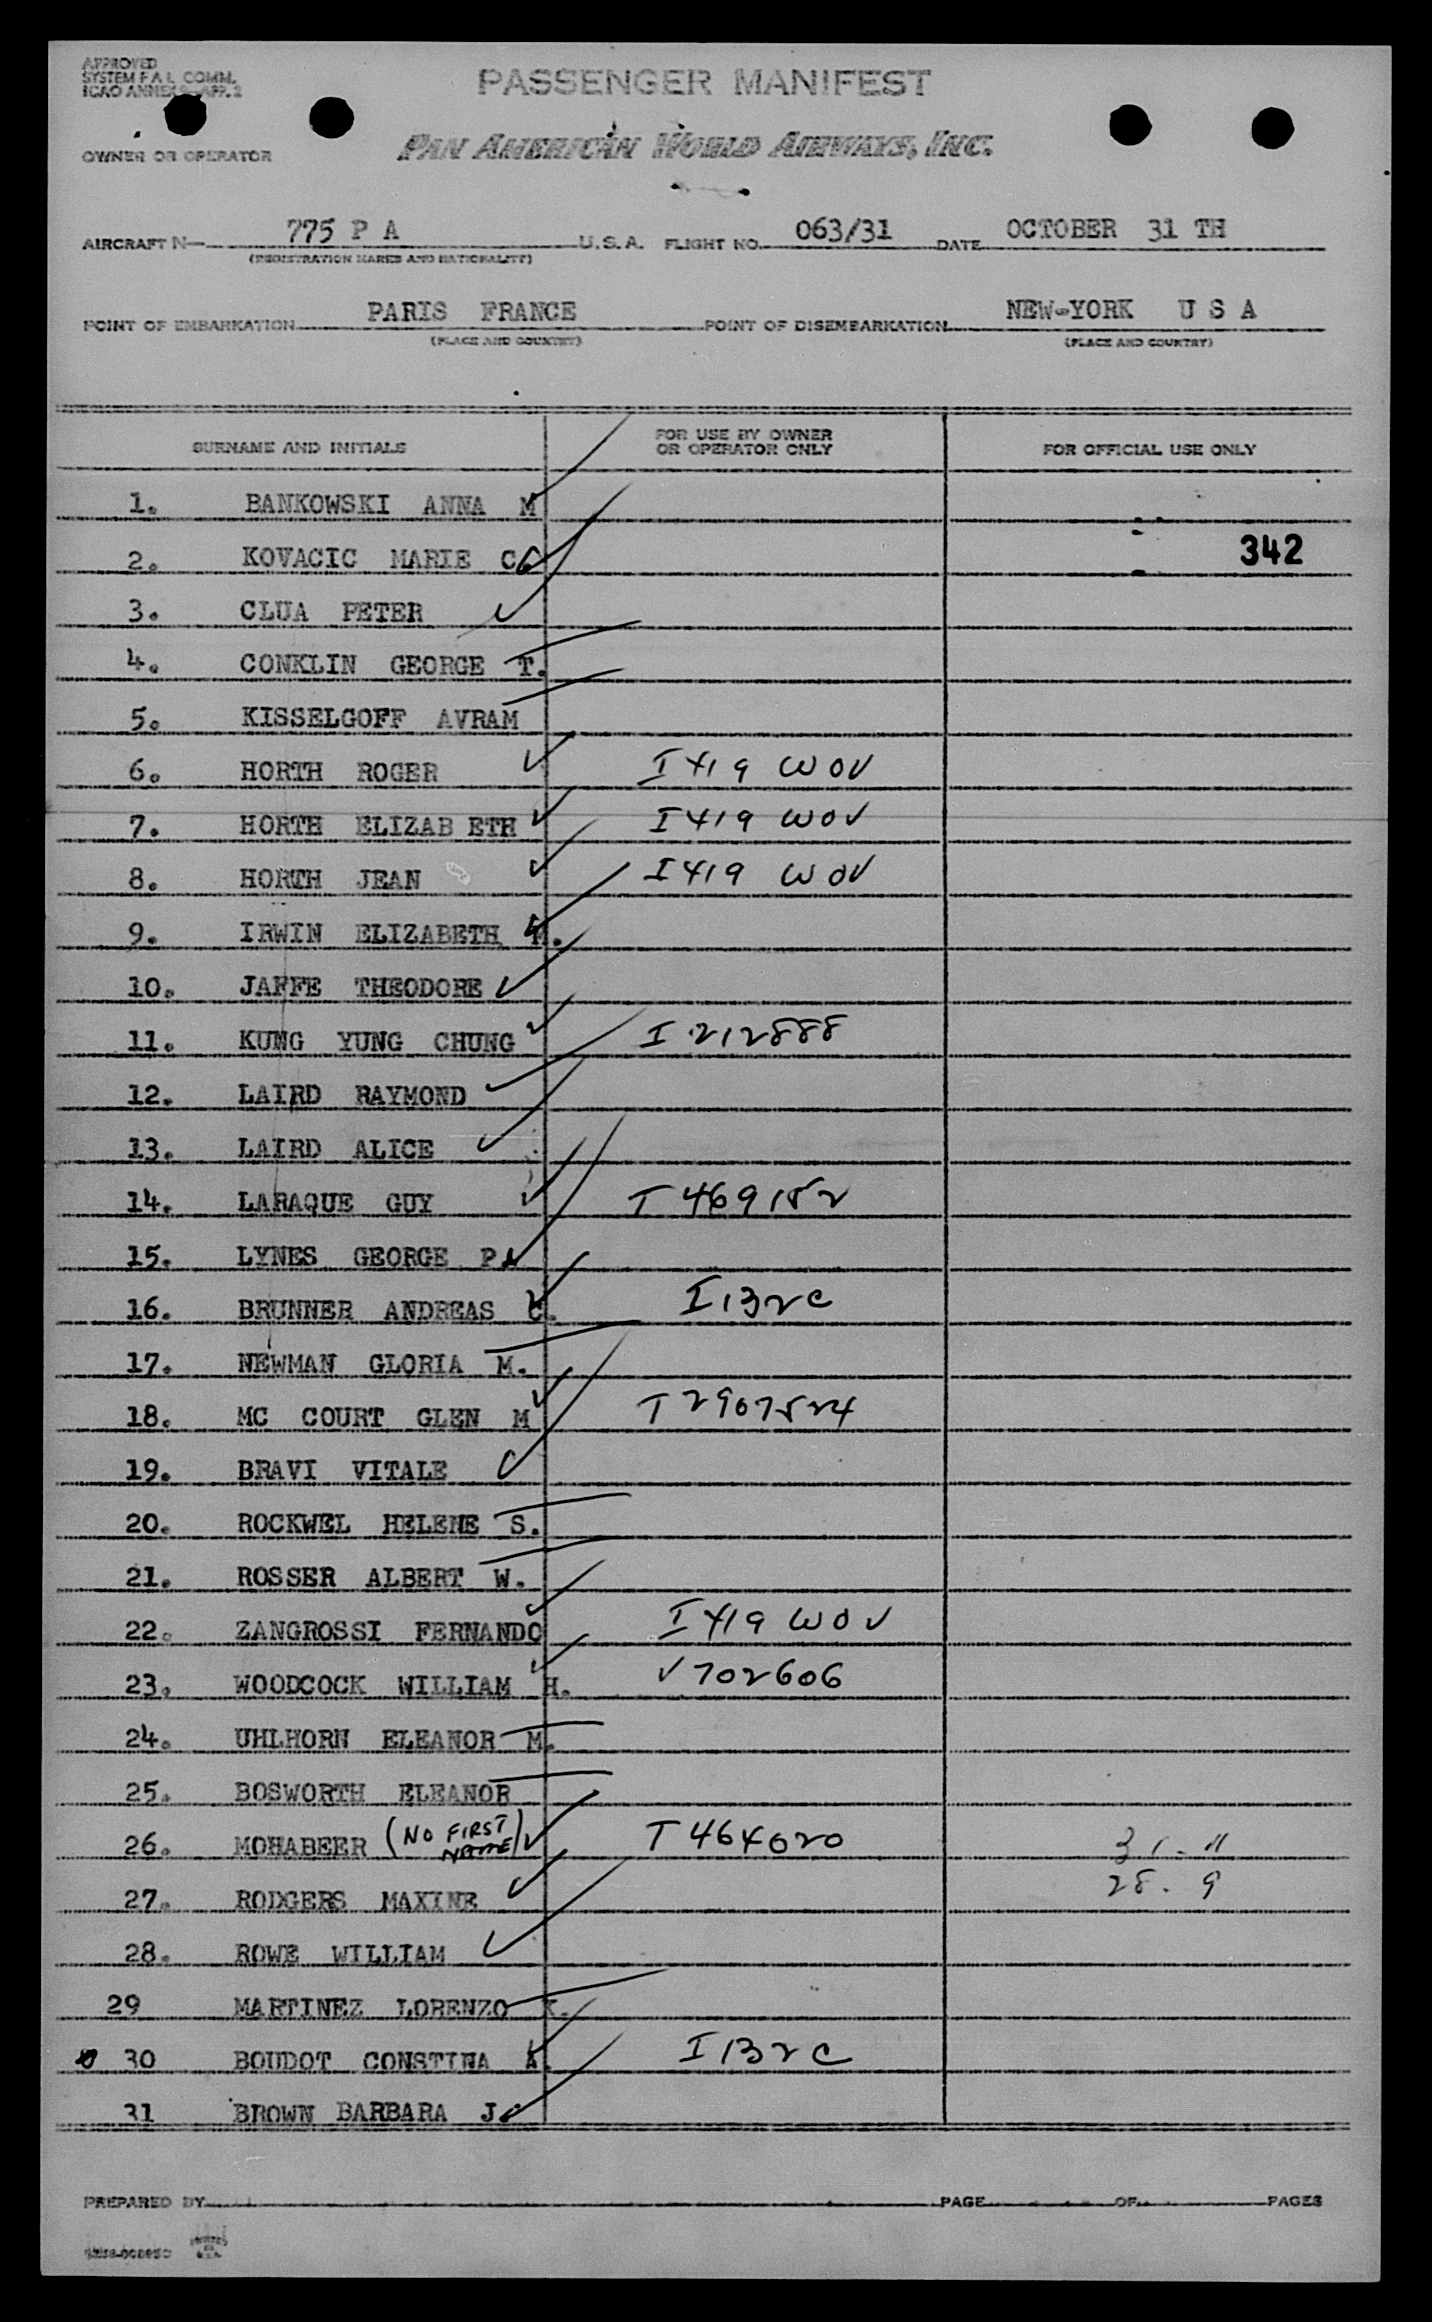 APPROVED
SYSTEM F A L COMM.
ICAO ANNEX 9 APP. 2
PASSENGER MANIFEST
OWNER OR OPERATOR PAN AMERICAN WORLD AIRWAYS, INC.
AIRCRAFT N— 775 P A U.S.A. FLIGHT NO. 063/31 DATE OCTOBER 31 TH
(REGISTRATION MARKS AND NATIONALITY)
POINT OF EMBARKATION PARIS FRANCE POINT OF DISEMBARKATION NEW-YORK U S A
(PLACE AND COUNTRY) (PLACE AND COUNTRY)
SURNAME AND INITIALS FOR USE BY OWNER OR OPERATOR ONLY FOR OFFICIAL USE ONLY
1. BANKOWSKI ANNA M
2. KOVACIC MARIE C. 342
3. CLUA PETER
4. CONKLIN GEORGE T.
5. KISSELGOFF AVRAM
6. HORTH ROGER I 419 WOV
7. HORTH ELIZAB ETH I 419 WOV
8. HORTH JEAN I 419 WOV
9. IRWIN ELIZABETH M.
10. JAFFE THEODORE
11. KUNG YUNG CHUNG I 212888
12. LAIRD RAYMOND
13. LAIRD ALICE
14. LARAQUE GUY T 469152
15. LYNES GEORGE P.
16. BRUNNER ANDREAS C. I 132C
17. NEWMAN GLORIA M.
18. MC COURT GLEN M T 2907524
19. BRAVI VITALE
20. ROCKWEL HELENE S.
21. ROSSER ALBERT W.
22. ZANGROSSI FERNANDO I 419 WOV
23. WOODCOCK WILLIAM H. V 702606
24. UHLHORN ELEANOR M.
25. BOSWORTH ELEANOR
26. MOHABEER (NO FIRST NAME) T 464020 31. 11
27. RODGERS MAXINE 28. 9
28. ROWE WILLIAM
29 MARTINEZ LORENZO K.
30 BOUDOT CONSTINA A. I 132C
31 BROWN BARBARA J.
PREPARED BY PAGE OF PAGES
PRINTED IN U.S.A.